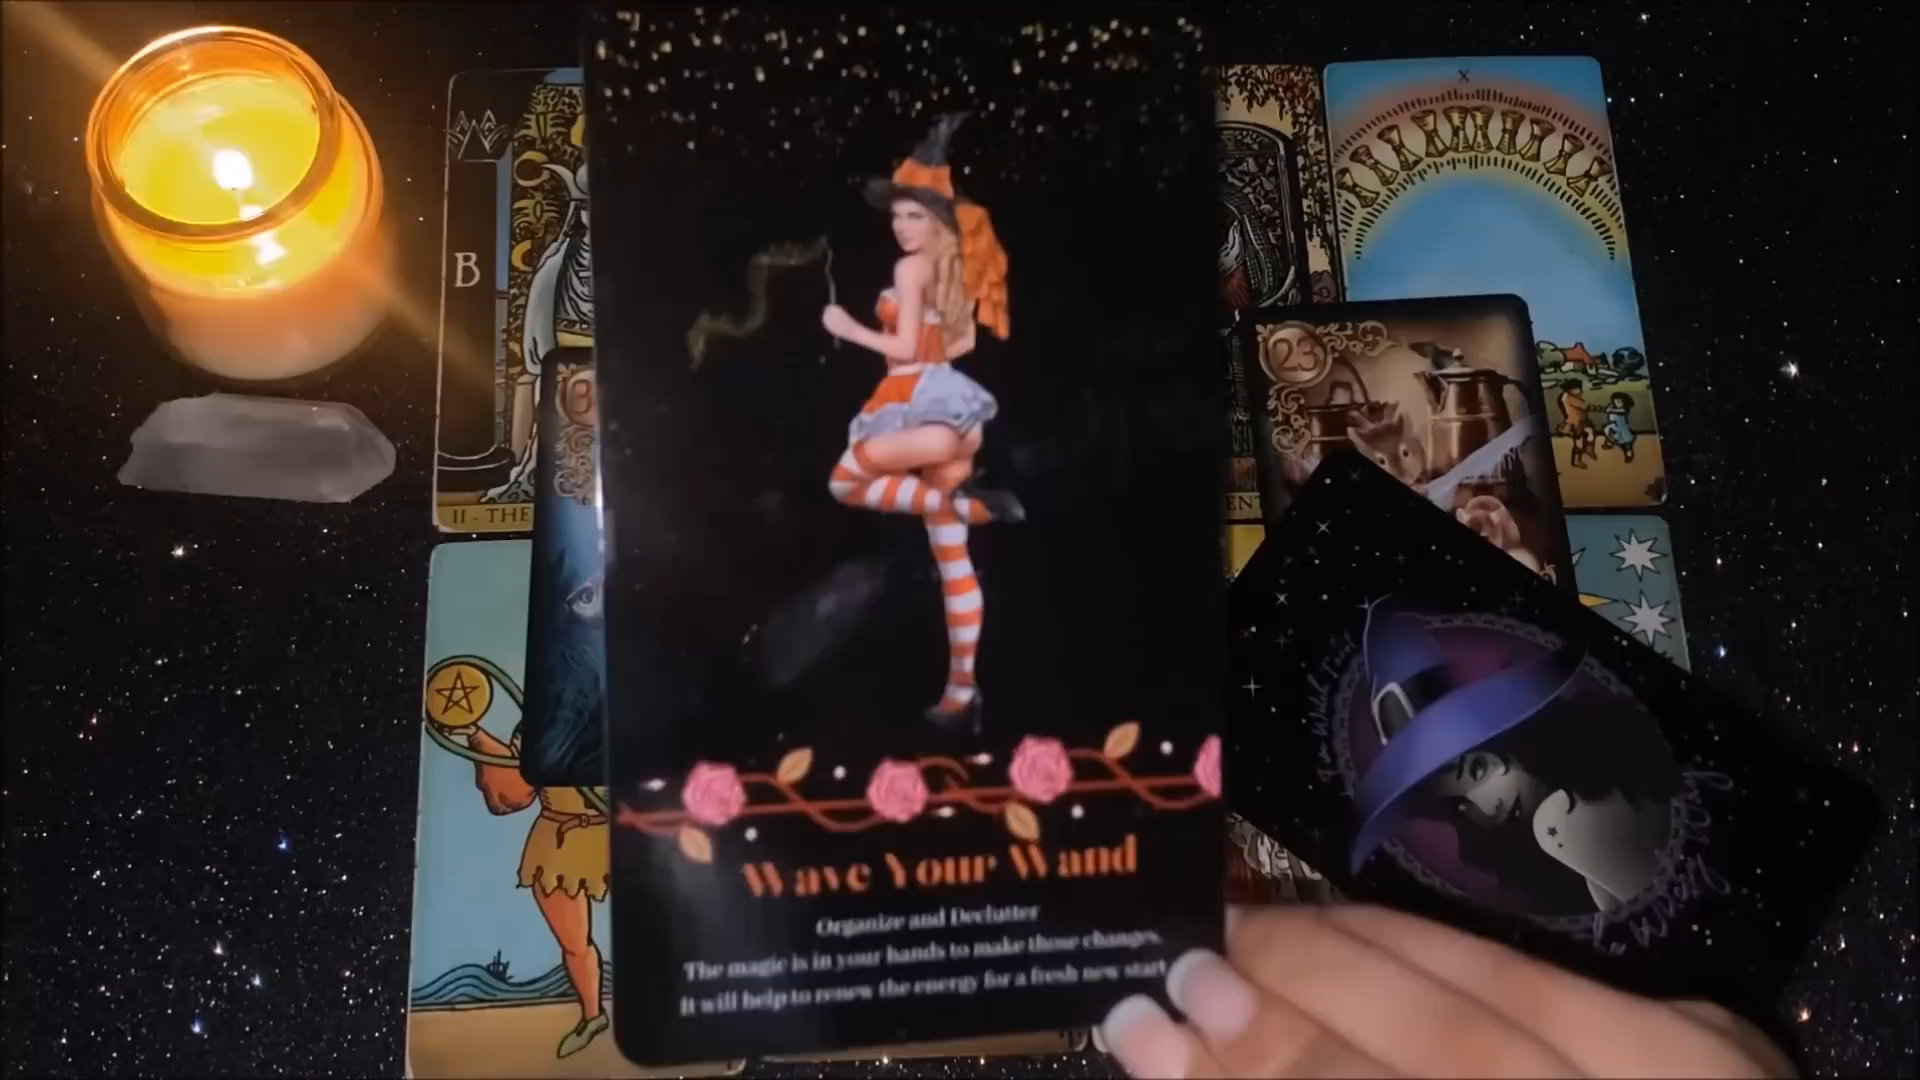 X
B
23
II - THE
Wave Your Wand
Organize and Declutter
The magic is in your hands to make those changes.
It will help to renew the energy for a fresh new start